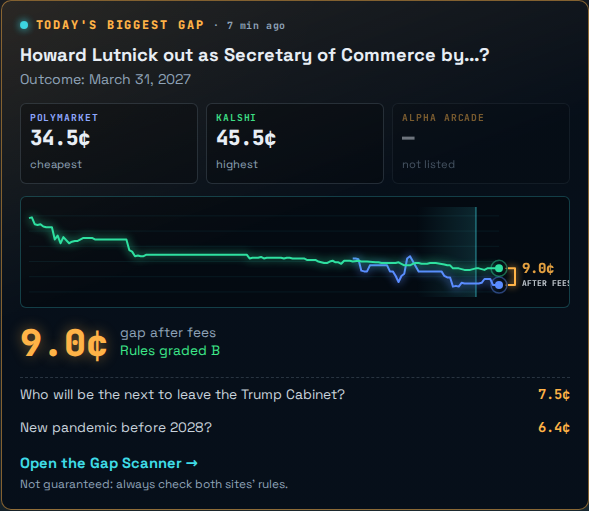 TODAY'S BIGGEST GAP · 7 min ago
Howard Lutnick out as Secretary of Commerce by...?
Outcome: March 31, 2027
POLYMARKET
34.5¢
cheapest
KALSHI
45.5¢
highest
ALPHA ARCADE
—
not listed
9.0¢
AFTER FEES
9.0¢
gap after fees
Rules graded B
Who will be the next to leave the Trump Cabinet? 7.5¢
New pandemic before 2028? 6.4¢
Open the Gap Scanner →
Not guaranteed: always check both sites' rules.